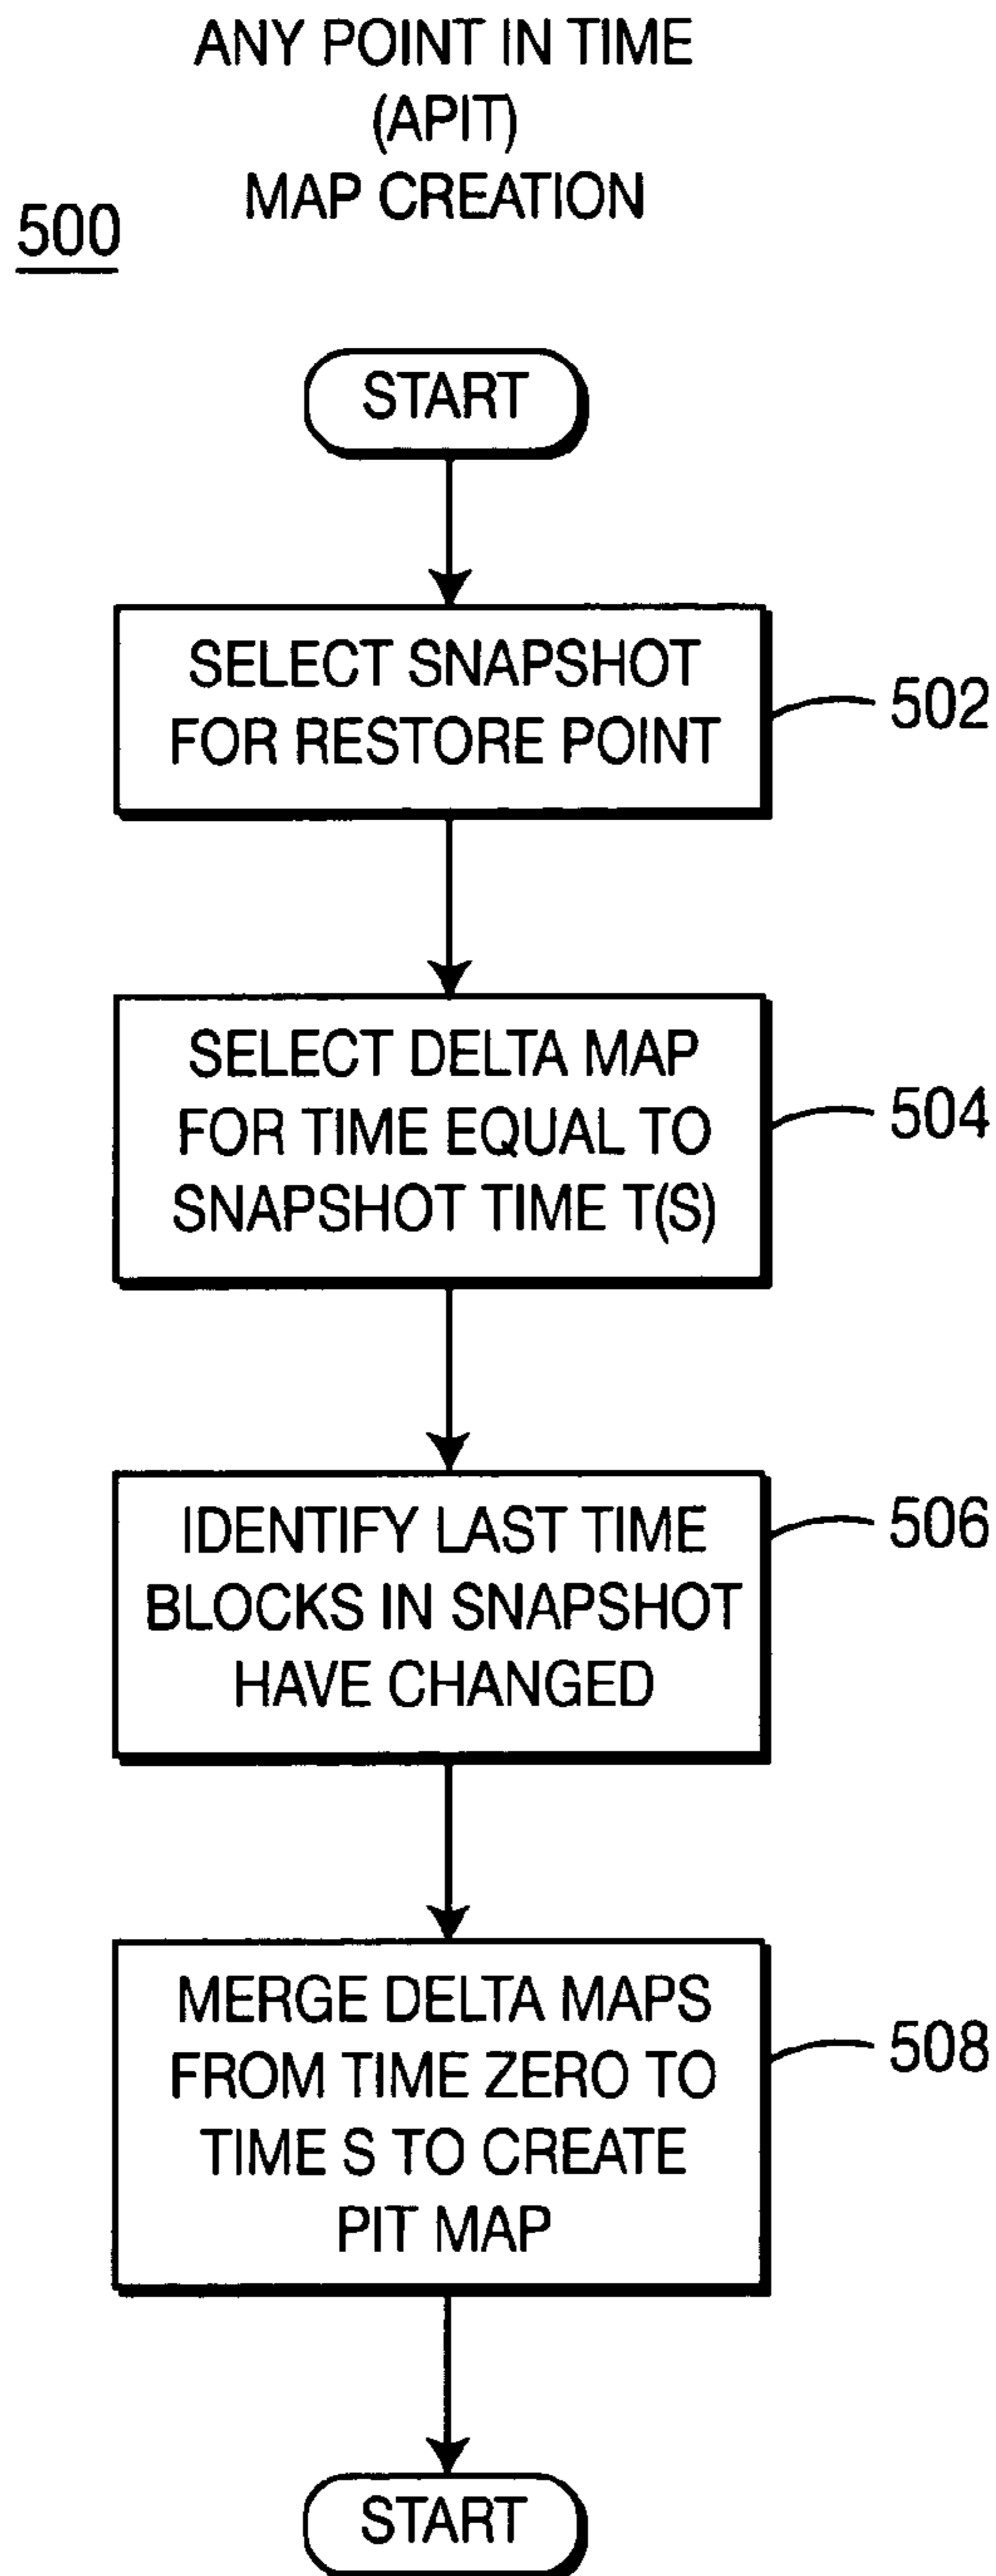 ANY POINT IN TIME
(APIT)
MAP CREATION
500
START
SELECT SNAPSHOT
FOR RESTORE POINT
502
SELECT DELTA MAP
FOR TIME EQUAL TO
SNAPSHOT TIME T(S)
504
IDENTIFY LAST TIME
BLOCKS IN SNAPSHOT
HAVE CHANGED
506
MERGE DELTA MAPS
FROM TIME ZERO TO
TIME S TO CREATE
PIT MAP
508
START